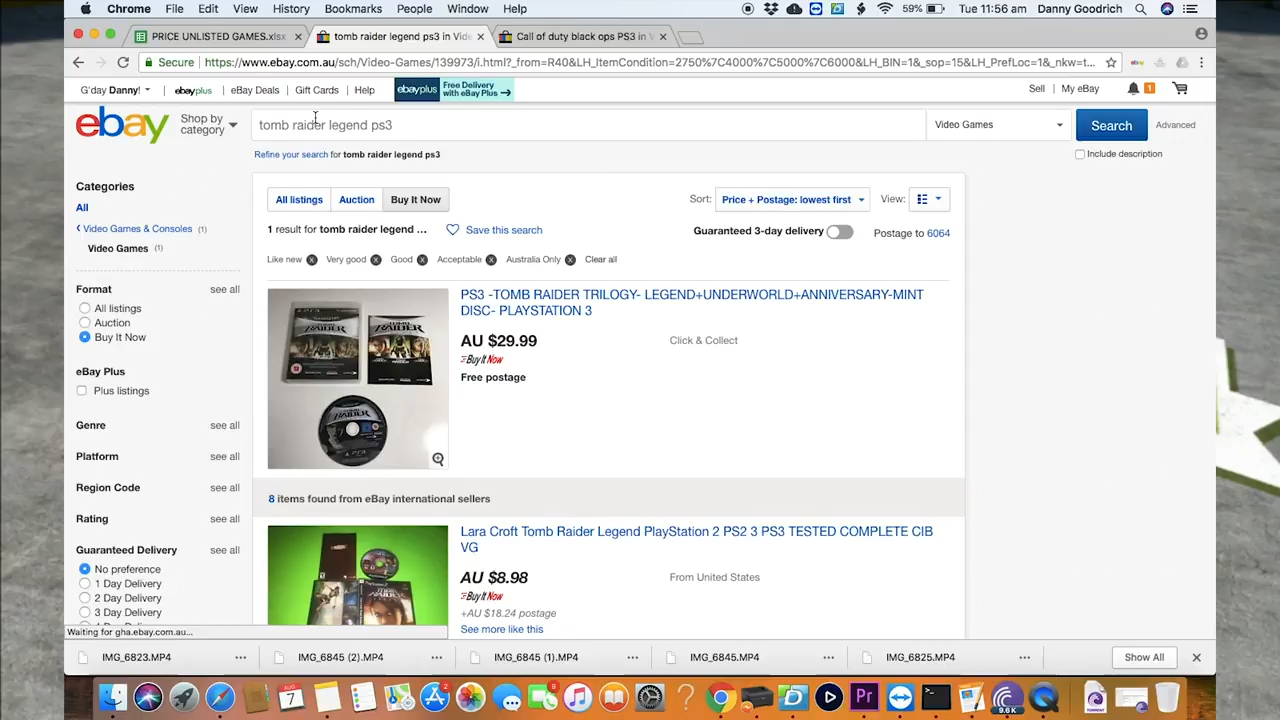 Chrome File Edit View History Bookmarks People Window Help 59% Tue 11:56 am Danny Goodrich
PRICE UNLISTED GAMES.xlsx tomb raider legend ps3 in Vide Call of duty black ops PS3 in V
Secure https://www.ebay.com.au/sch/Video-Games/139973/i.html?_from=R40&LH_ItemCondition=2750%7C4000%7C5000%7C6000&LH_BIN=1&_sop=15&LH_PrefLoc=1&_nkw=t...
G'day Danny! ebayplus eBay Deals Gift Cards Help ebayplus Free Delivery with eBay Plus Sell My eBay 1
ebay Shop by category tomb raider legend ps3 Video Games Search Advanced
Refine your search for tomb raider legend ps3 Include description
Categories
All
Video Games & Consoles (1)
Video Games (1)
Format see all
All listings
Auction
Buy It Now
eBay Plus
Plus listings
Genre see all
Platform see all
Region Code see all
Rating see all
Guaranteed Delivery see all
No preference
1 Day Delivery
2 Day Delivery
3 Day Delivery
Waiting for gha.ebay.com.au...
All listings Auction Buy It Now Sort: Price + Postage: lowest first View:
1 result for tomb raider legend ... Save this search Guaranteed 3-day delivery Postage to 6064
Like new Very good Good Acceptable Australia Only Clear all
PS3 -TOMB RAIDER TRILOGY- LEGEND+UNDERWORLD+ANNIVERSARY-MINT
DISC- PLAYSTATION 3
AU $29.99 Click & Collect
Buy It Now
Free postage
8 items found from eBay international sellers
Lara Croft Tomb Raider Legend PlayStation 2 PS2 3 PS3 TESTED COMPLETE CIB
VG
AU $8.98 From United States
Buy It Now
+AU $18.24 postage
See more like this
IMG_6823.MP4 IMG_6845 (2).MP4 IMG_6845 (1).MP4 IMG_6845.MP4 IMG_6825.MP4 Show All